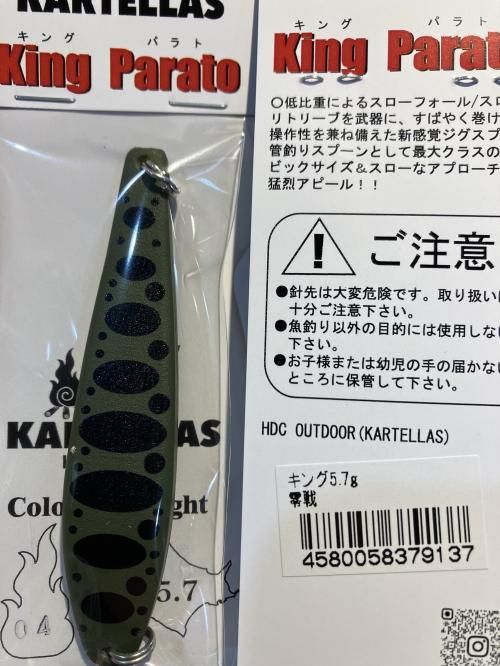 KARTELLAS
キング パラト
King Parato
KARTELLAS
5.7
04
キング パラト
King Parato
○低比重によるスローフォール/スロ
リトリーブを武器に、すばやく巻け
操作性を兼ね備えた新感覚ジグスプ
管釣りスプーンとして最大クラスの
ビックサイズ&スローなアプローチ
猛烈アピール!!
ご注意
●針先は大変危険です。取り扱いに
十分ご注意下さい。
●魚釣り以外の目的には使用しな
下さい。
●お子様または幼児の手の届かな
ところに保管して下さい。
HDC OUTDOOR(KARTELLAS)
キング5.7g
零戦
4580058379137